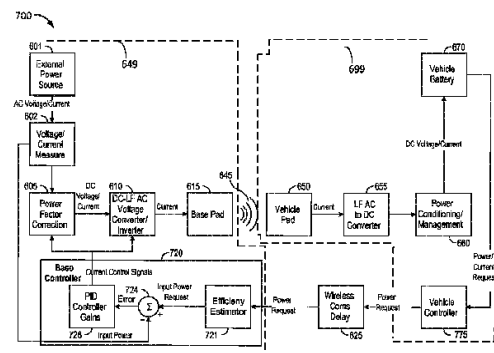 700
601
External
Power
Source
649
699
670
Vehicle
Battery
AC Voltage/Current
602
Voltage/
Current
Measure
DC Voltage/Current
605
Power
Factor
Correction
DC
Voltage/
Current
610
DC-LF AC
Voltage
Converter/
Inverter
Current
615
Base Pad
645
650
Vehicle
Pad
Current
655
LF AC
to DC
Converter
Power
Conditioning/
Management
660
Power/
Current
Request
720
Base
Controller
Current Control Signals
724
Error
Σ
Input Power
Request
PID
Controller
Gains
726
Input Power
Efficiency
Estimator
721
Power
Request
Wireless
Coms
Delay
625
Power
Request
Vehicle
Controller
775